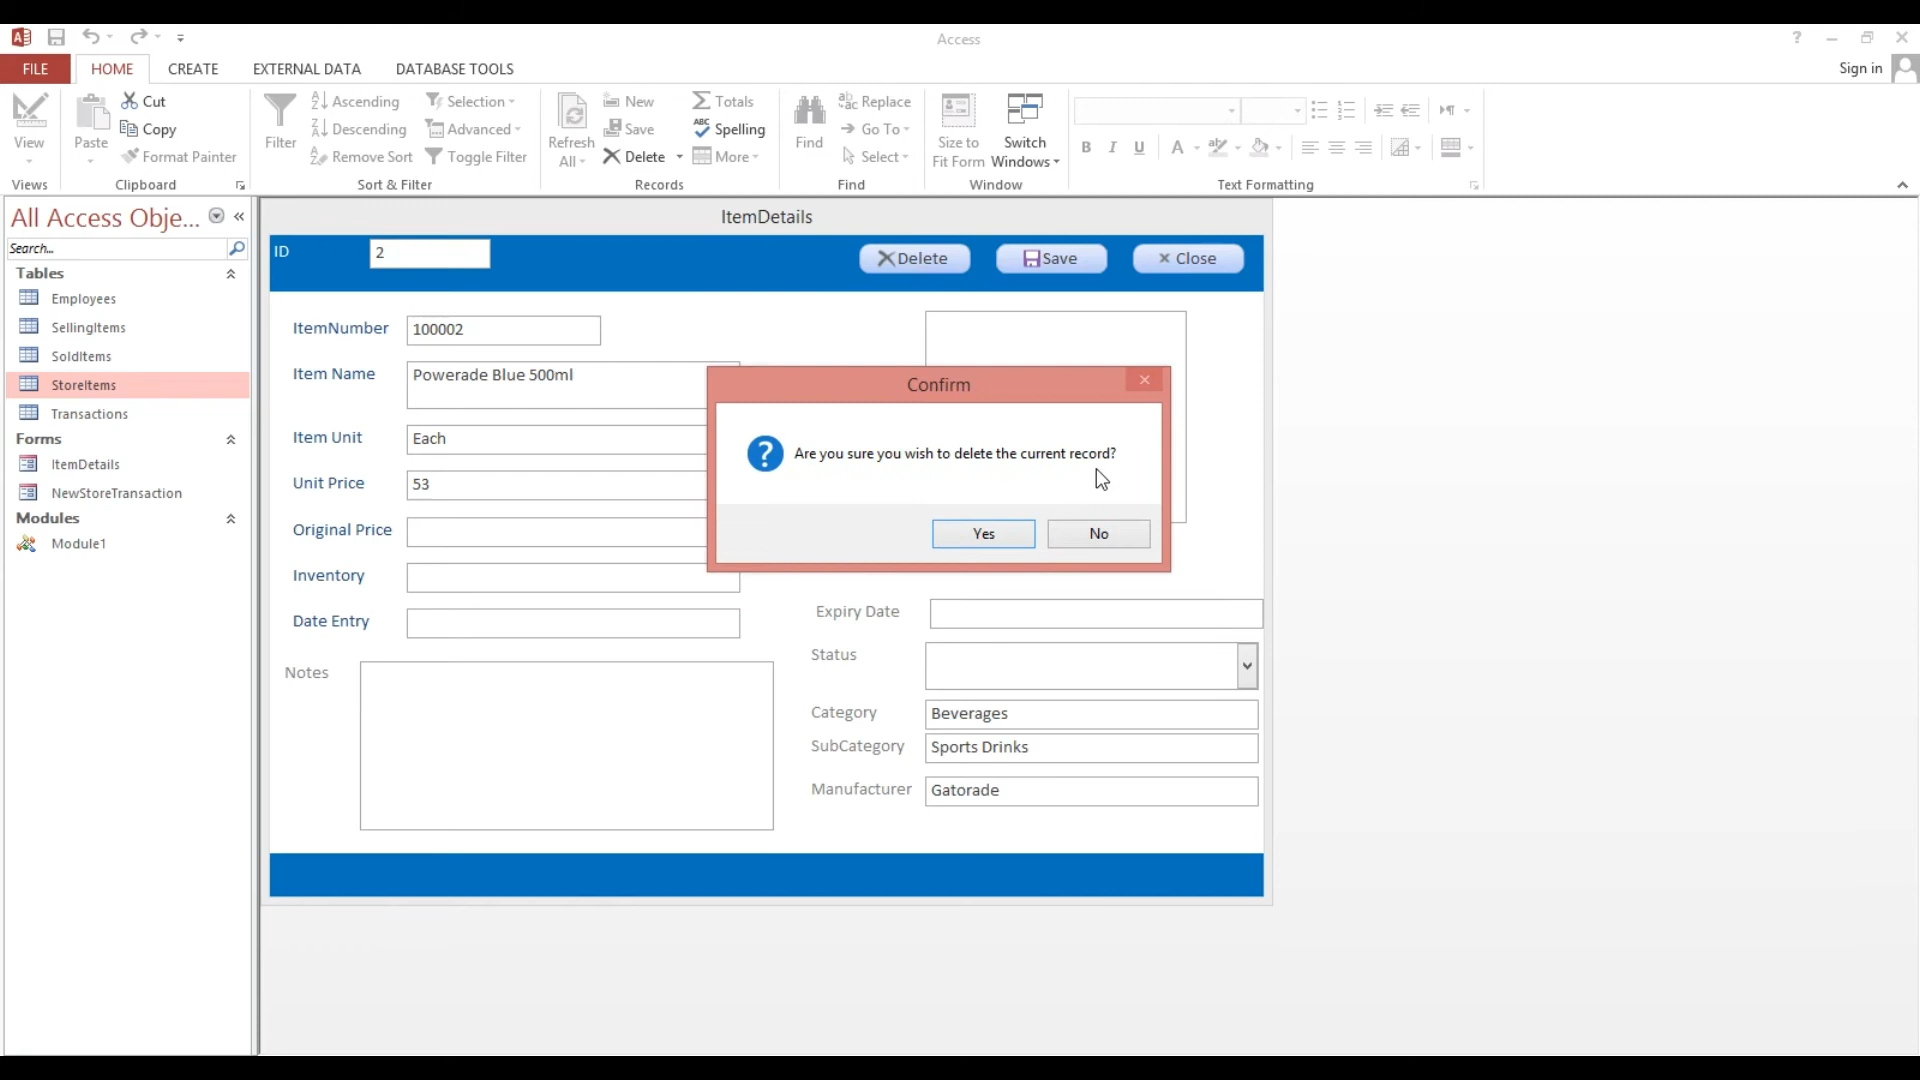 Access
?
FILE HOME CREATE EXTERNAL DATA DATABASE TOOLS
Sign in
View
Views
Paste
Cut
Copy
Format Painter
Clipboard
Filter
Ascending
Descending
Remove Sort
Selection
Advanced
Toggle Filter
Sort & Filter
Refresh
All
New
Save
Delete
Totals
Spelling
More
Records
Find
Replace
Go To
Select
Find
Size to
Fit Form
Switch
Windows
Window
B I U A
Text Formatting
All Access Obje...
Search...
Tables
Employees
SellingItems
SoldItems
StoreItems
Transactions
Forms
ItemDetails
NewStoreTransaction
Modules
Module1
ItemDetails
ID 2
Delete Save Close
ItemNumber 100002
Item Name Powerade Blue 500ml
Item Unit Each
Unit Price 53
Original Price
Inventory
Date Entry
Notes
Confirm
Are you sure you wish to delete the current record?
Yes No
Expiry Date
Status
Category Beverages
SubCategory Sports Drinks
Manufacturer Gatorade